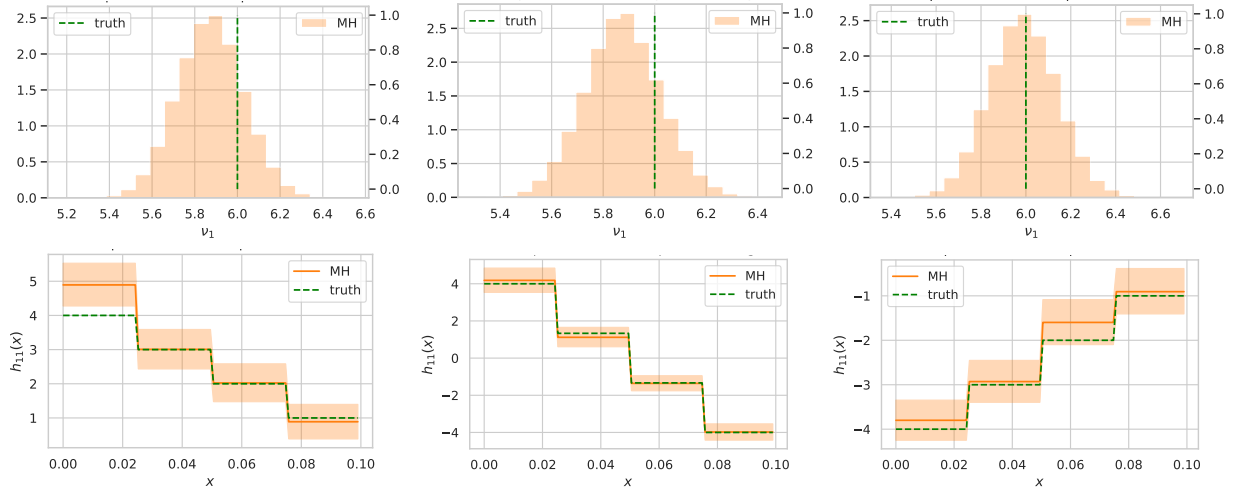 truth MH
2.5 2.0 1.5 1.0 0.5 0.0
1.0 0.8 0.6 0.4 0.2 0.0
5.2 5.4 5.6 5.8 6.0 6.2 6.4 6.6
ν1
truth MH
2.5 2.0 1.5 1.0 0.5 0.0
1.0 0.8 0.6 0.4 0.2 0.0
5.4 5.6 5.8 6.0 6.2 6.4
ν1
truth MH
2.5 2.0 1.5 1.0 0.5 0.0
1.0 0.8 0.6 0.4 0.2 0.0
5.4 5.6 5.8 6.0 6.2 6.4 6.6
ν1
MH
truth
h11(x)
5 4 3 2 1
0.00 0.02 0.04 0.06 0.08 0.10
x
MH
truth
h11(x)
4 2 0 −2 −4
0.00 0.02 0.04 0.06 0.08 0.10
x
MH
truth
h11(x)
−1 −2 −3 −4
0.00 0.02 0.04 0.06 0.08 0.10
x